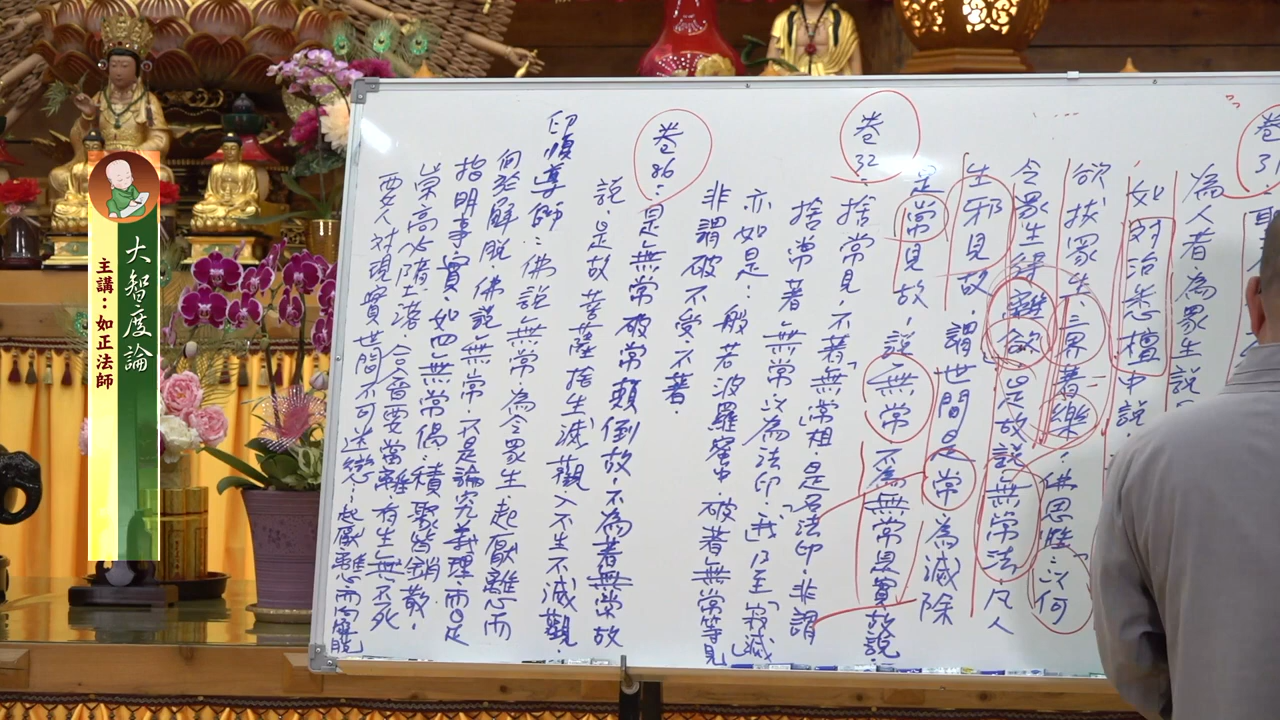 大智度論
主講：如正法師
卷31
為人者為眾生說
如對治悉檀中說．
欲拔眾生三界著樂，佛思惟「以何
令眾生得離欲」是故說無常法．凡人
生邪見故．謂世間是常．為滅除
是常見故，說無常．不為無常是實故說
卷32：捨常見．不著「無常相．是名法印．非謂
捨常著無常以為法印．「我」乃至「寂滅」
亦如是．般若波羅蜜中．破著無常等見
非謂破不受．不著．
卷86：是無常破常顛倒故，不為著無常故
說．是故菩薩捨生滅觀入不生不滅觀．
印順導師：佛說無常．為令眾生．起厭離心而
向於解脫．佛說無常．不是論究義理．而只是
指明事實．如四無常偈．積聚皆銷散．
崇高必墮落．合會要當離．有生無不死
要人對現實世間不可迷戀．起厭離心而向解脫